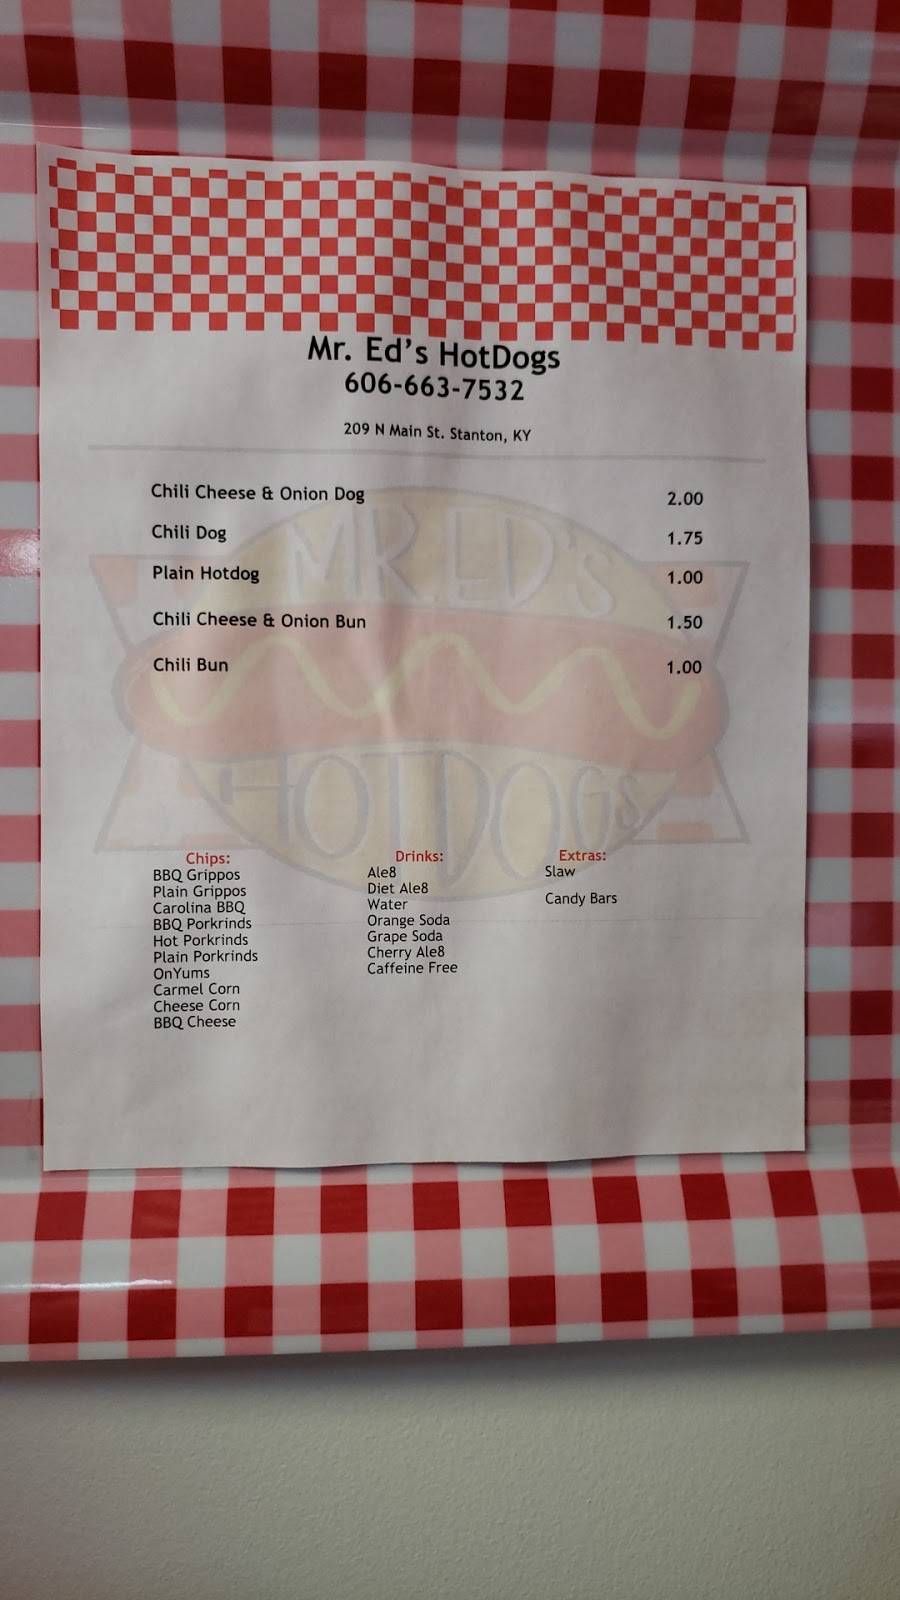 Mr. Ed's HotDogs
606-663-7532
209 N Main St. Stanton, KY
Chili Cheese & Onion Dog 2.00
Chili Dog 1.75
Plain Hotdog 1.00
Chili Cheese & Onion Bun 1.50
Chili Bun 1.00
MR. ED'S
HOTDOGS
Chips:
BBQ Grippos
Plain Grippos
Carolina BBQ
BBQ Porkrinds
Hot Porkrinds
Plain Porkrinds
OnYums
Carmel Corn
Cheese Corn
BBQ Cheese
Drinks:
Ale8
Diet Ale8
Water
Orange Soda
Grape Soda
Cherry Ale8
Caffeine Free
Extras:
Slaw
Candy Bars